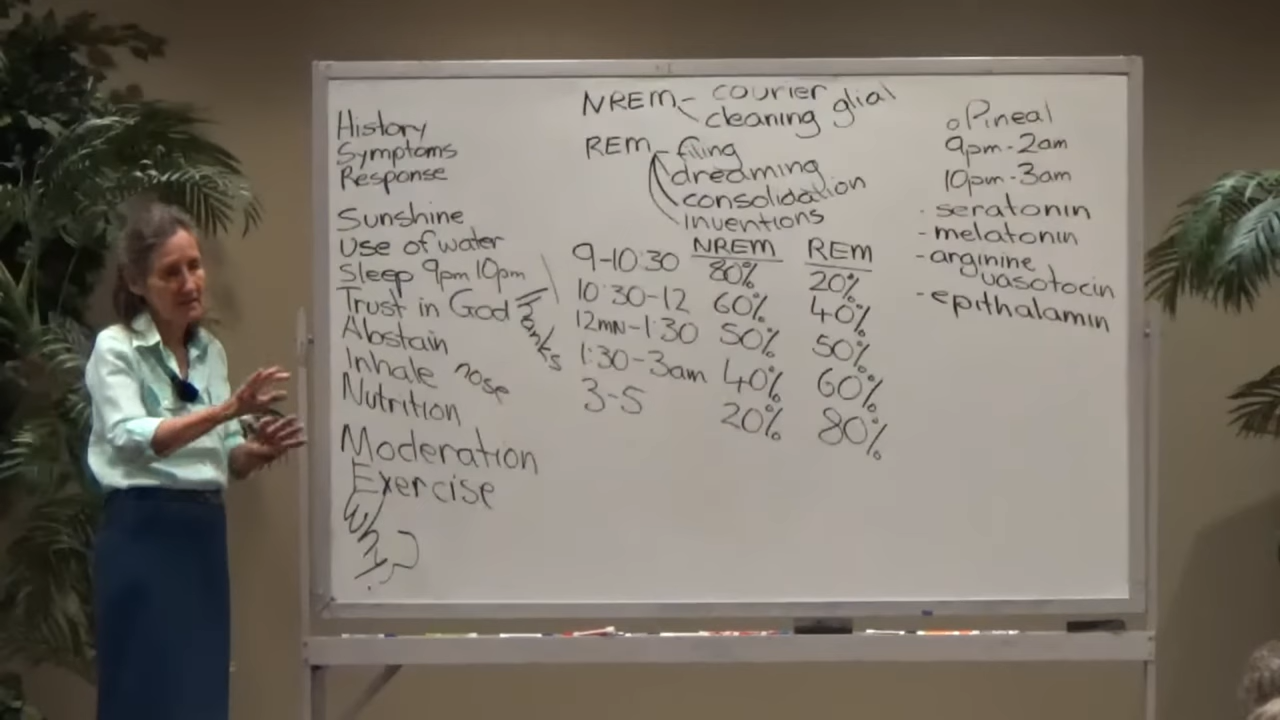 History
Symptoms
Response
Sunshine
Use of water
Sleep 9pm 10pm
Trust in God Thanks
Abstain
Inhale nose
Nutrition
Moderation
Exercise
Why?
NREM - courier
cleaning glial
REM - filing
dreaming
consolidation
inventions
NREM REM
9-10:30 80% 20%
10:30-12 60% 40%
12MN-1:30 50% 50%
1:30-3am 40% 60%
3-5 20% 80%
Pineal
9pm-2am
10pm-3am
- seratonin
- melatonin
- arginine
vasotocin
- epithalamin